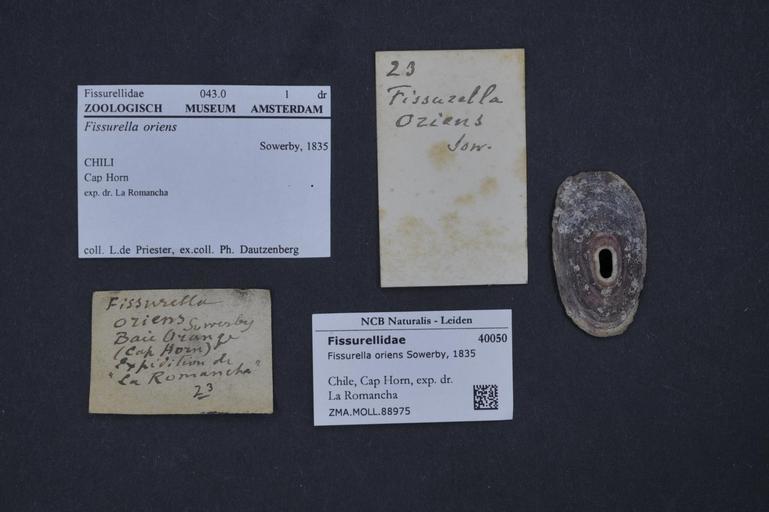 Fissurellidae 043.0 1 dr
ZOOLOGISCH MUSEUM AMSTERDAM
Fissurella oriens
Sowerby, 1835
CHILI
Cap Horn
exp. dr. La Romancha
coll. L.de Priester, ex.coll. Ph. Dautzenberg
23
Fissurella
Oriens
Sow.
Fissurella
oriens Sowerby
Baie Orange
(Cap Horn)
Expédition de
"La Romancha"
23
NCB Naturalis - Leiden
Fissurellidae 40050
Fissurella oriens Sowerby, 1835
Chile, Cap Horn, exp. dr.
La Romancha
ZMA.MOLL.88975